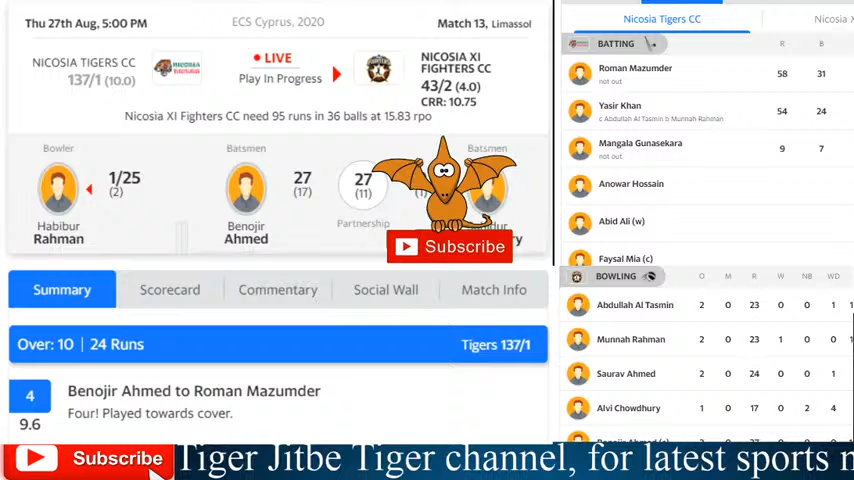 Thu 27th Aug, 5:00 PM
ECS Cyprus, 2020
Match 13, Limassol
NICOSIA TIGERS CC
137/1 (10.0)
LIVE
Play In Progress
NICOSIA XI
FIGHTERS CC
43/2 (4.0)
CRR: 10.75
Nicosia XI Fighters CC need 95 runs in 36 balls at 15.83 rpo
Bowler
Batsmen
Batsmen
1/25
(2)
27
(17)
27
(11)
Partnership
Habibur
Rahman
Benojir
Ahmed
Subscribe
Summary
Scorecard
Commentary
Social Wall
Match Info
Over: 10 | 24 Runs
Tigers 137/1
4
9.6
Benojir Ahmed to Roman Mazumder
Four! Played towards cover.
Nicosia Tigers CC
Nicosia X
BATTING R B
Roman Mazumder 58 31
not out
Yasir Khan 54 24
c Abdullah Al Tasmin b Munnah Rahman
Mangala Gunasekara 9 7
not out
Anowar Hossain
Abid Ali (w)
Faysal Mia (c)
BOWLING O M R W NB WD
Abdullah Al Tasmin 2 0 23 0 0 1
Munnah Rahman 2 0 23 1 0 0
Saurav Ahmed 2 0 24 0 0 1
Alvi Chowdhury 1 0 17 0 2 4
Subscribe
Tiger Jitbe Tiger channel, for latest sports